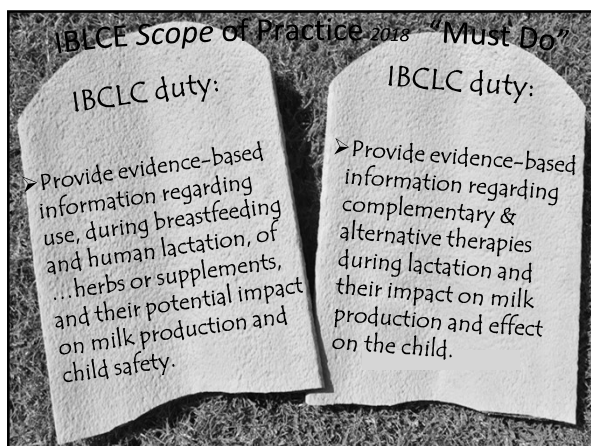 IBLCE Scope of Practice 2018 "Must Do"
IBCLC duty:
➢Provide evidence-based
information regarding
use, during breastfeeding
and human lactation, of
...herbs or supplements,
and their potential impact
on milk production and
child safety.
IBCLC duty:
➢Provide evidence-based
information regarding
complementary &
alternative therapies
during lactation and
their impact on milk
production and effect
on the child.